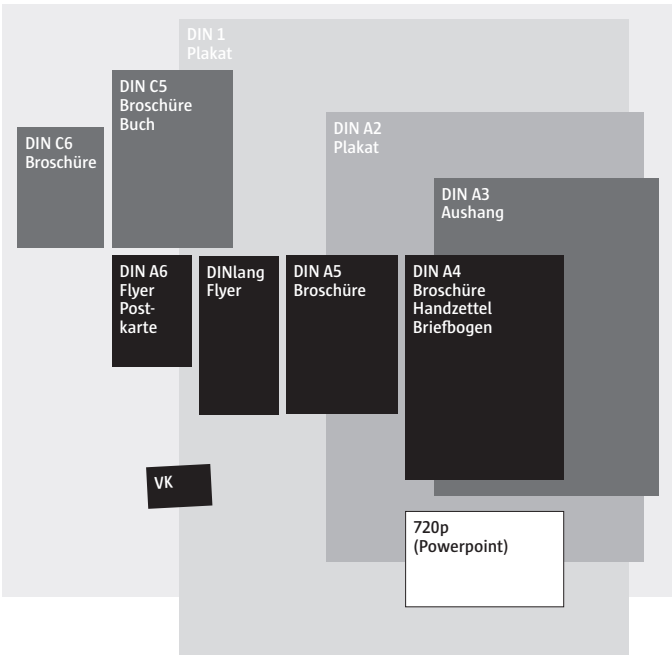 DIN 1
Plakat
DIN C5
Broschüre
Buch
DIN C6
Broschüre
DIN A2
Plakat
DIN A3
Aushang
DIN A6
Flyer
Post-
karte
DINlang
Flyer
DIN A5
Broschüre
DIN A4
Broschüre
Handzettel
Briefbogen
VK
720p
(Powerpoint)